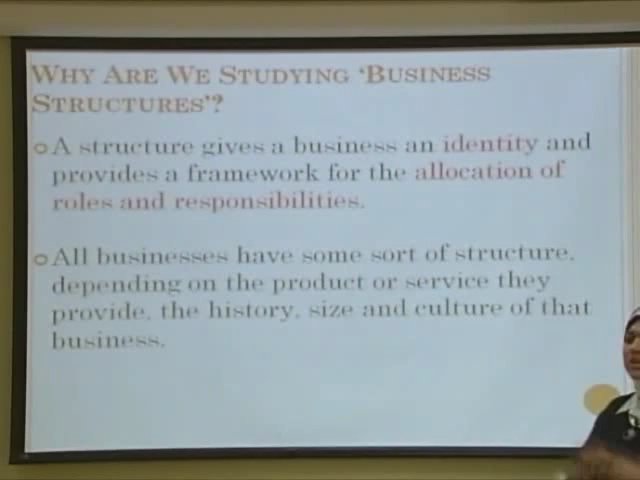 WHY ARE WE STUDYING 'BUSINESS
STRUCTURES'?
A structure gives a business an identity and
provides a framework for the allocation of
roles and responsibilities.
All businesses have some sort of structure,
depending on the product or service they
provide, the history, size and culture of that
business.